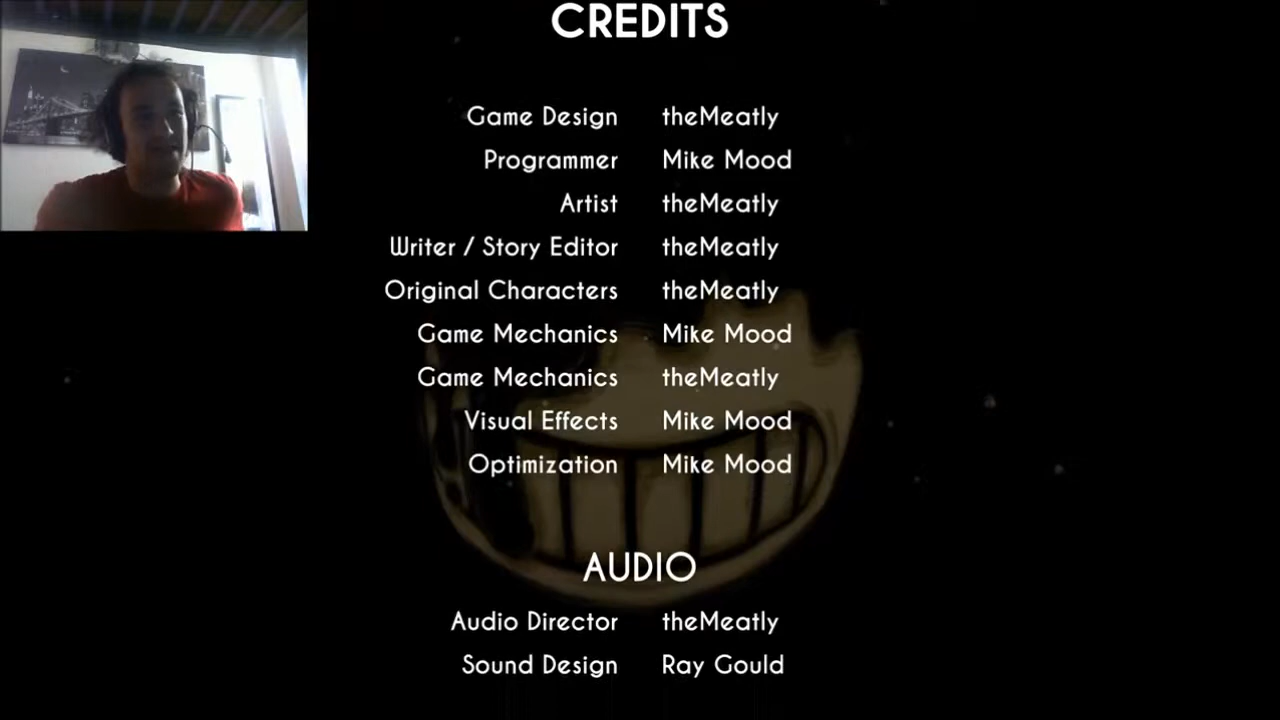 CREDITS
Game Design theMeatly
Programmer Mike Mood
Artist theMeatly
Writer / Story Editor theMeatly
Original Characters theMeatly
Game Mechanics Mike Mood
Game Mechanics theMeatly
Visual Effects Mike Mood
Optimization Mike Mood
AUDIO
Audio Director theMeatly
Sound Design Ray Gould